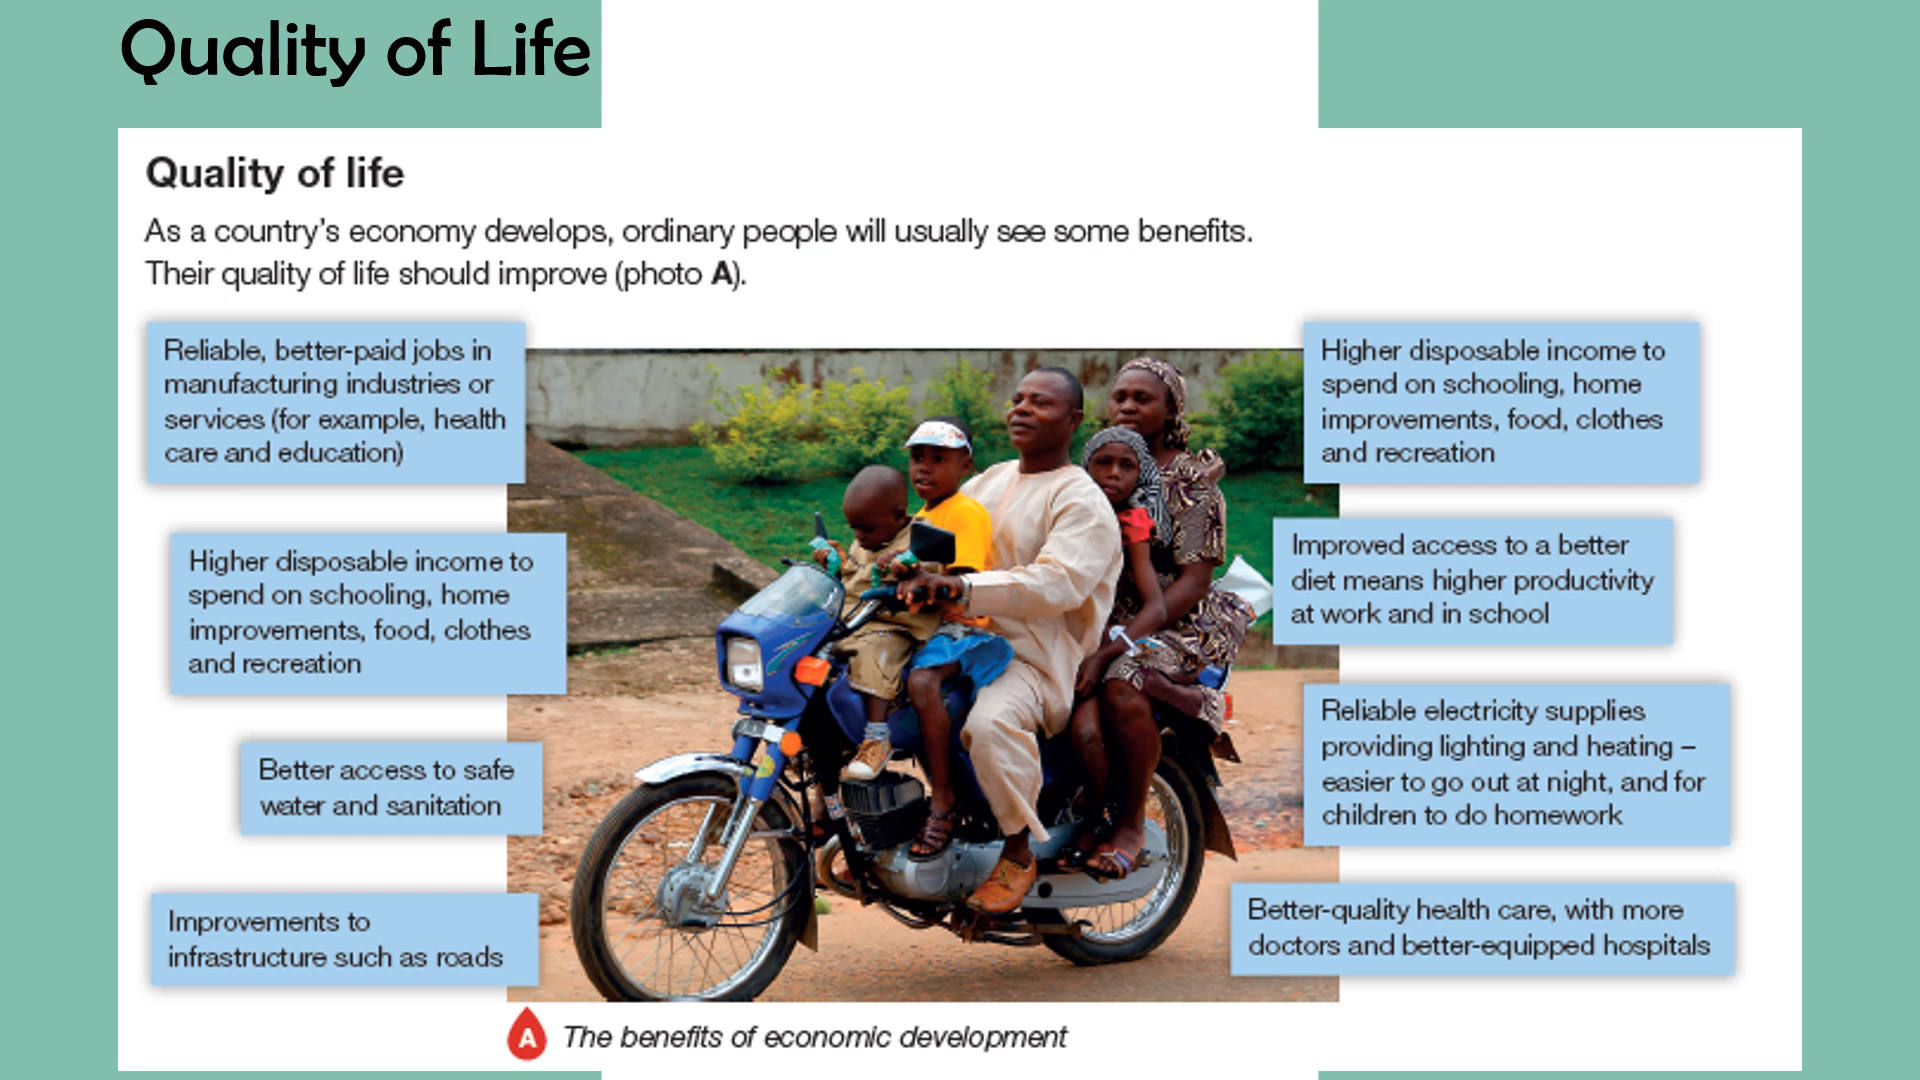 Quality of Life
Quality of life
As a country's economy develops, ordinary people will usually see some benefits.
Their quality of life should improve (photo A).
Reliable, better-paid jobs in
manufacturing industries or
services (for example, health
care and education)
Higher disposable income to
spend on schooling, home
improvements, food, clothes
and recreation
Better access to safe
water and sanitation
Improvements to
infrastructure such as roads
Higher disposable income to
spend on schooling, home
improvements, food, clothes
and recreation
Improved access to a better
diet means higher productivity
at work and in school
Reliable electricity supplies
providing lighting and heating –
easier to go out at night, and for
children to do homework
Better-quality health care, with more
doctors and better-equipped hospitals
A The benefits of economic development